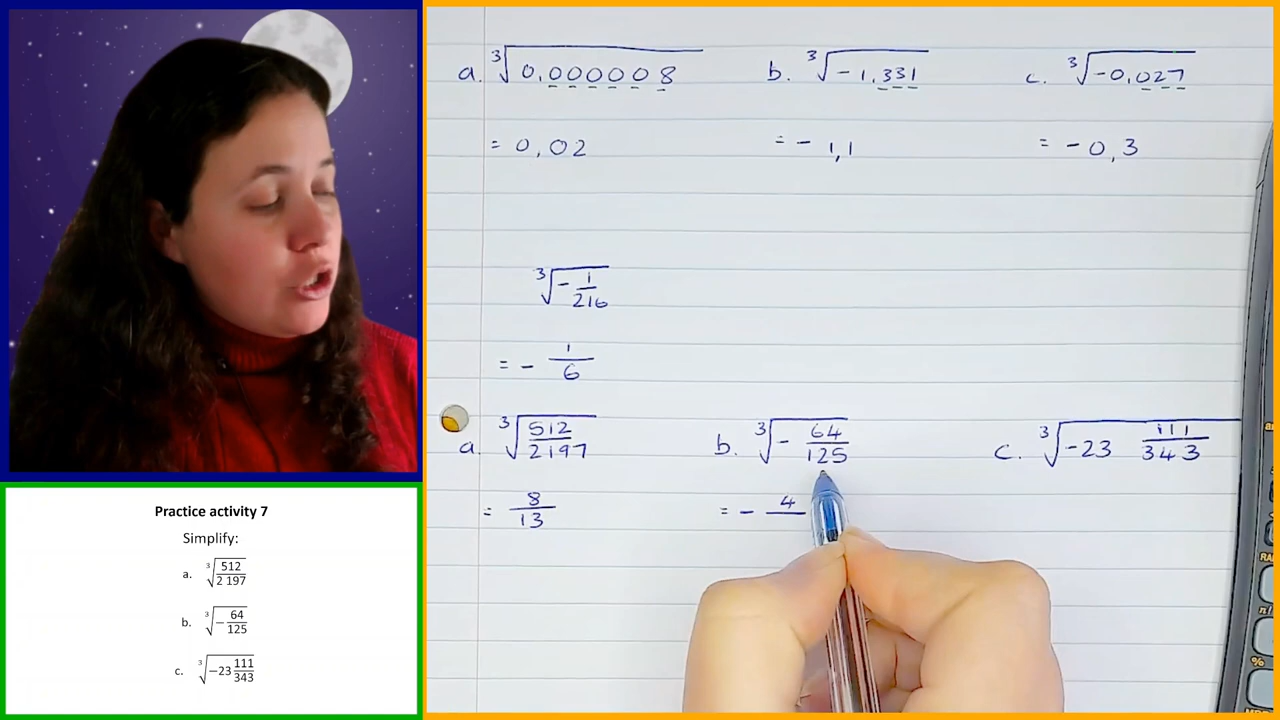 a. ∛0,000008 b. ∛-1,331 c. ∛-0,027
= 0,02 = - 1,1 = - 0,3
∛- 1/216
= - 1/6
a. ∛512/2197 b. ∛- 64/125 c. ∛-23 111/343
= 8/13 = - 4/
Practice activity 7
Simplify:
a. ∛512/2 197
b. ∛-64/125
c. ∛-23 111/343